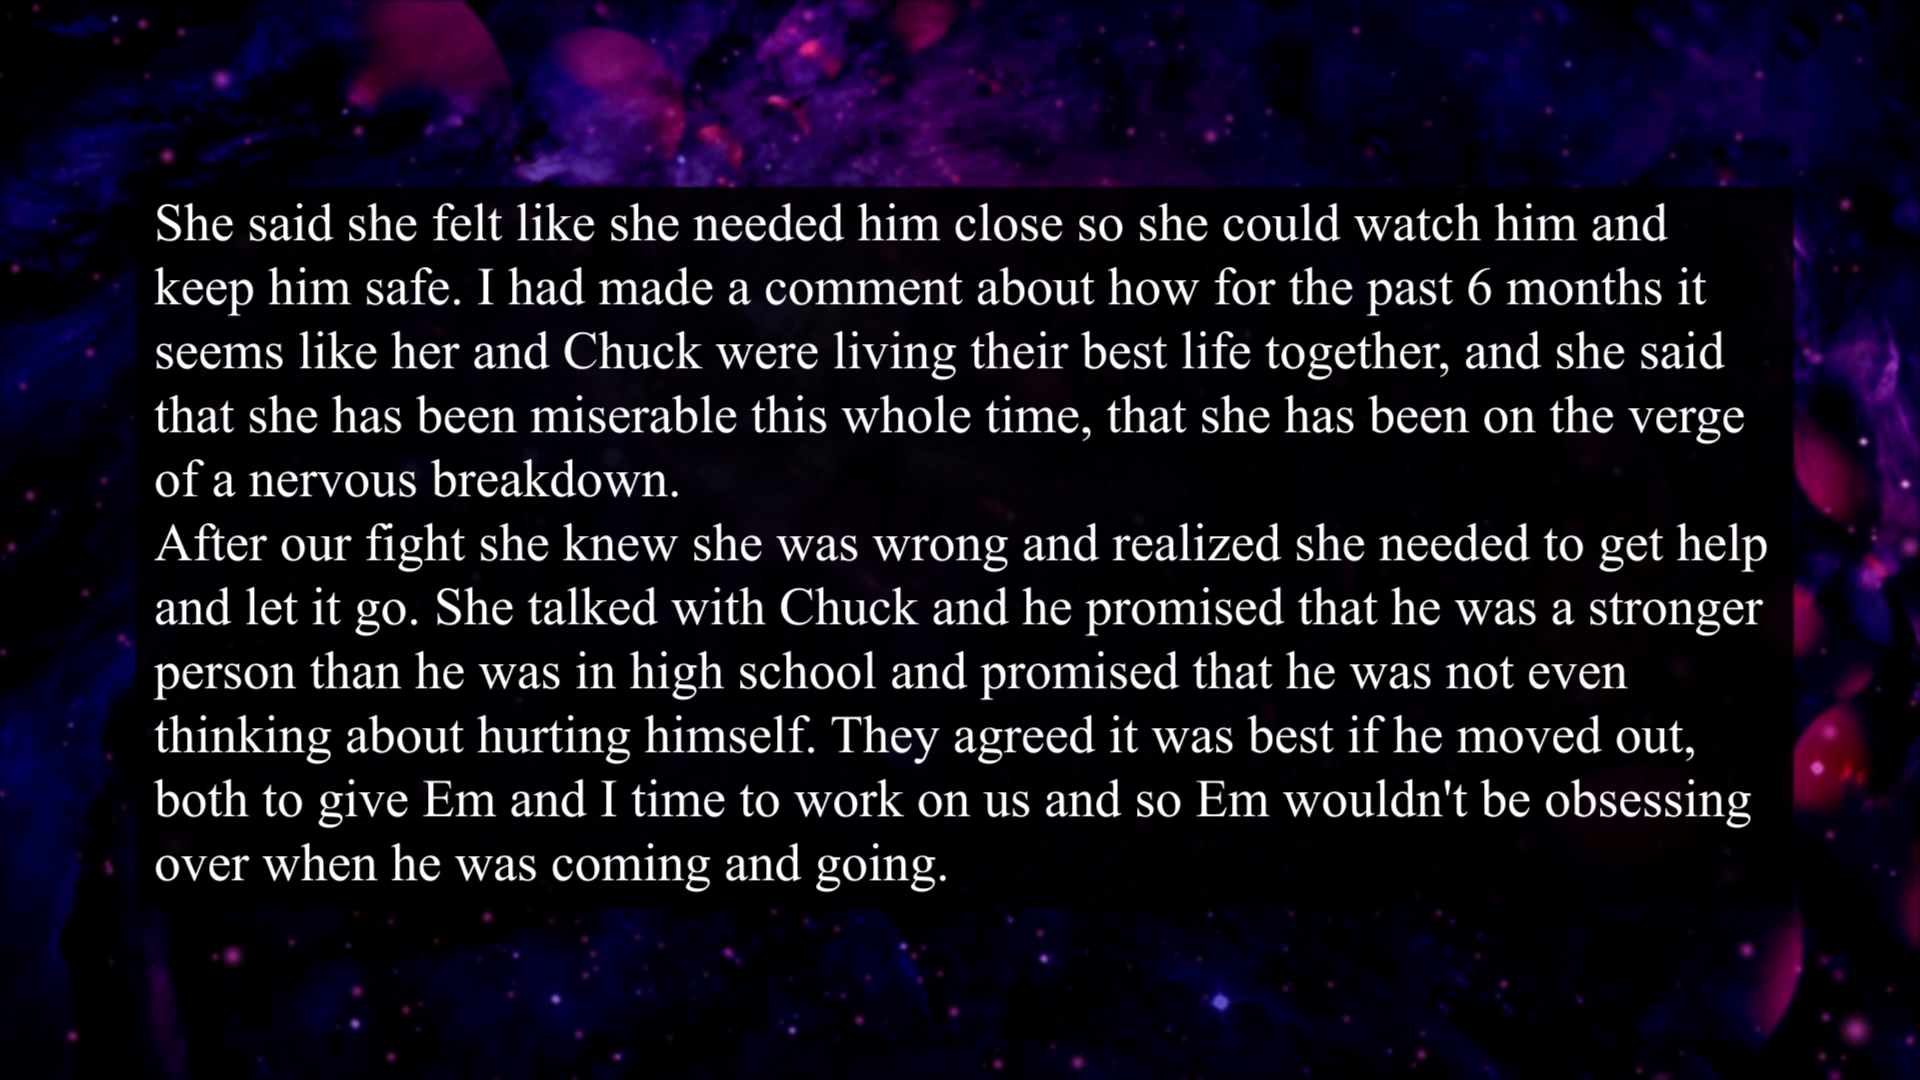 She said she felt like she needed him close so she could watch him and
keep him safe. I had made a comment about how for the past 6 months it
seems like her and Chuck were living their best life together, and she said
that she has been miserable this whole time, that she has been on the verge
of a nervous breakdown.
After our fight she knew she was wrong and realized she needed to get help
and let it go. She talked with Chuck and he promised that he was a stronger
person than he was in high school and promised that he was not even
thinking about hurting himself. They agreed it was best if he moved out,
both to give Em and I time to work on us and so Em wouldn't be obsessing
over when he was coming and going.